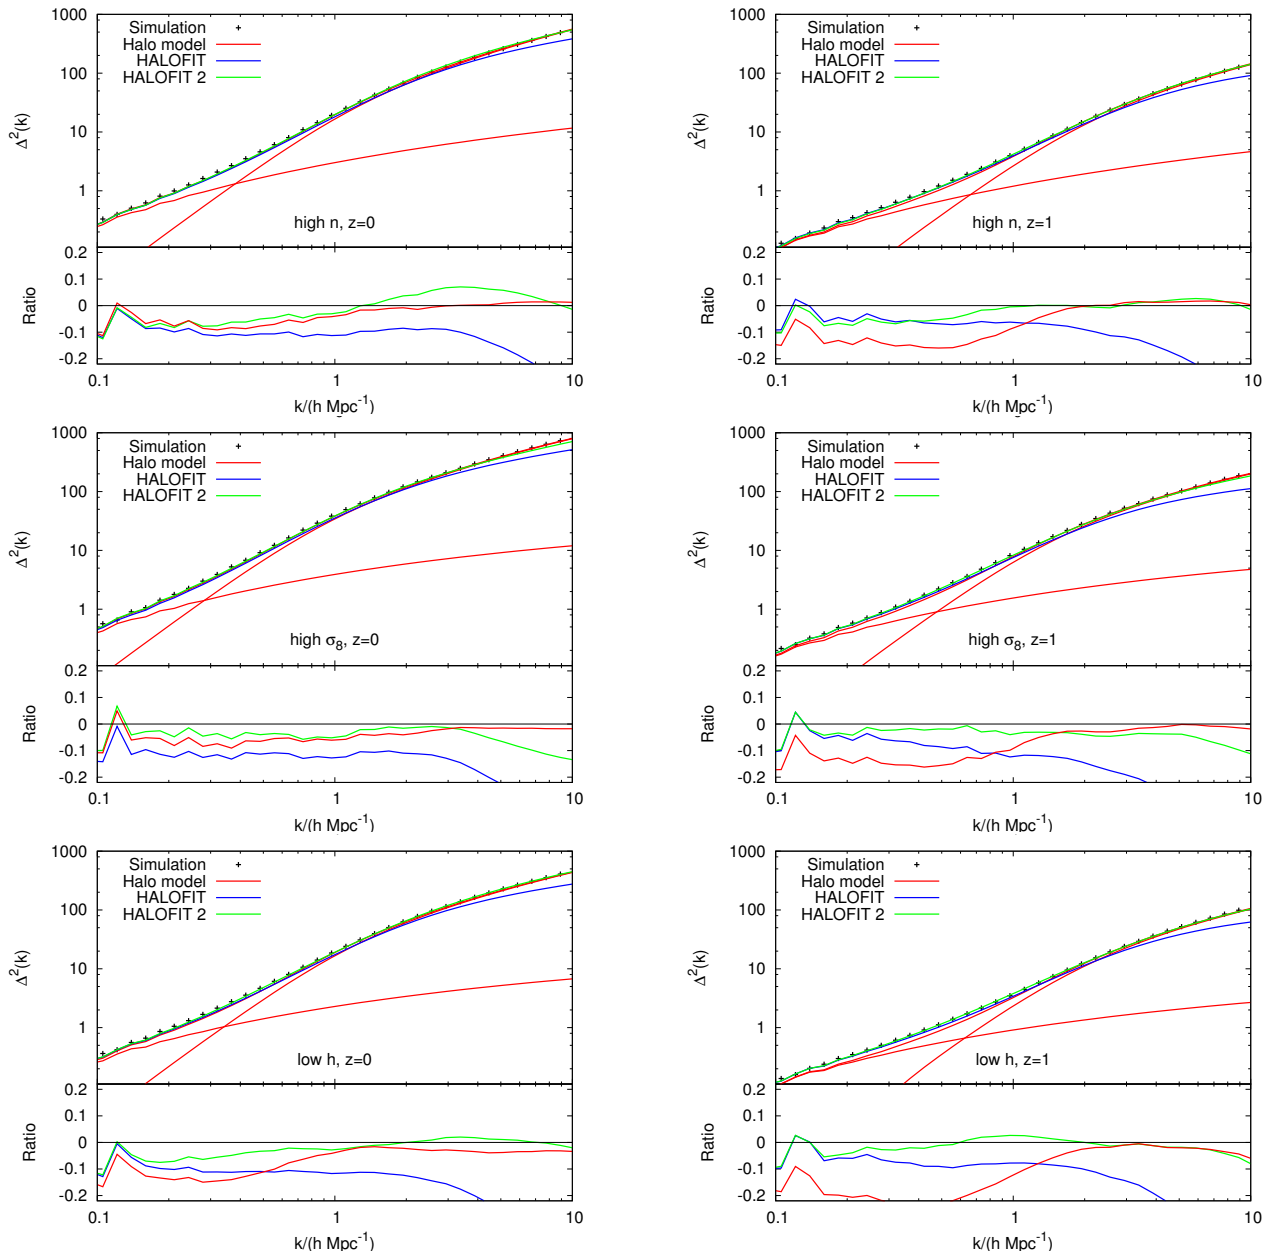 1000
100
10
1
Δ²(k)
Simulation
Halo model
HALOFIT
HALOFIT 2
high n, z=0
0.2
0.1
0
-0.1
-0.2
Ratio
0.1 1 10
k/(h Mpc⁻¹)
1000
100
10
1
Δ²(k)
Simulation
Halo model
HALOFIT
HALOFIT 2
high n, z=1
0.2
0.1
0
-0.1
-0.2
Ratio
0.1 1 10
k/(h Mpc⁻¹)
1000
100
10
1
Δ²(k)
Simulation
Halo model
HALOFIT
HALOFIT 2
high σ₈, z=0
0.2
0.1
0
-0.1
-0.2
Ratio
0.1 1 10
k/(h Mpc⁻¹)
1000
100
10
1
Δ²(k)
Simulation
Halo model
HALOFIT
HALOFIT 2
high σ₈, z=1
0.2
0.1
0
-0.1
-0.2
Ratio
0.1 1 10
k/(h Mpc⁻¹)
1000
100
10
1
Δ²(k)
Simulation
Halo model
HALOFIT
HALOFIT 2
low h, z=0
0.2
0.1
0
-0.1
-0.2
Ratio
0.1 1 10
k/(h Mpc⁻¹)
1000
100
10
1
Δ²(k)
Simulation
Halo model
HALOFIT
HALOFIT 2
low h, z=1
0.2
0.1
0
-0.1
-0.2
Ratio
0.1 1 10
k/(h Mpc⁻¹)